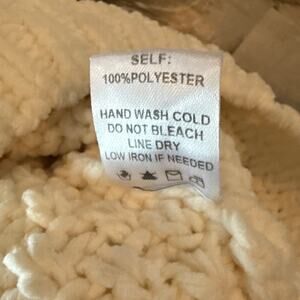 SELF:
100%POLYESTER
HAND WASH COLD
DO NOT BLEACH
LINE DRY
LOW IRON IF NEEDED